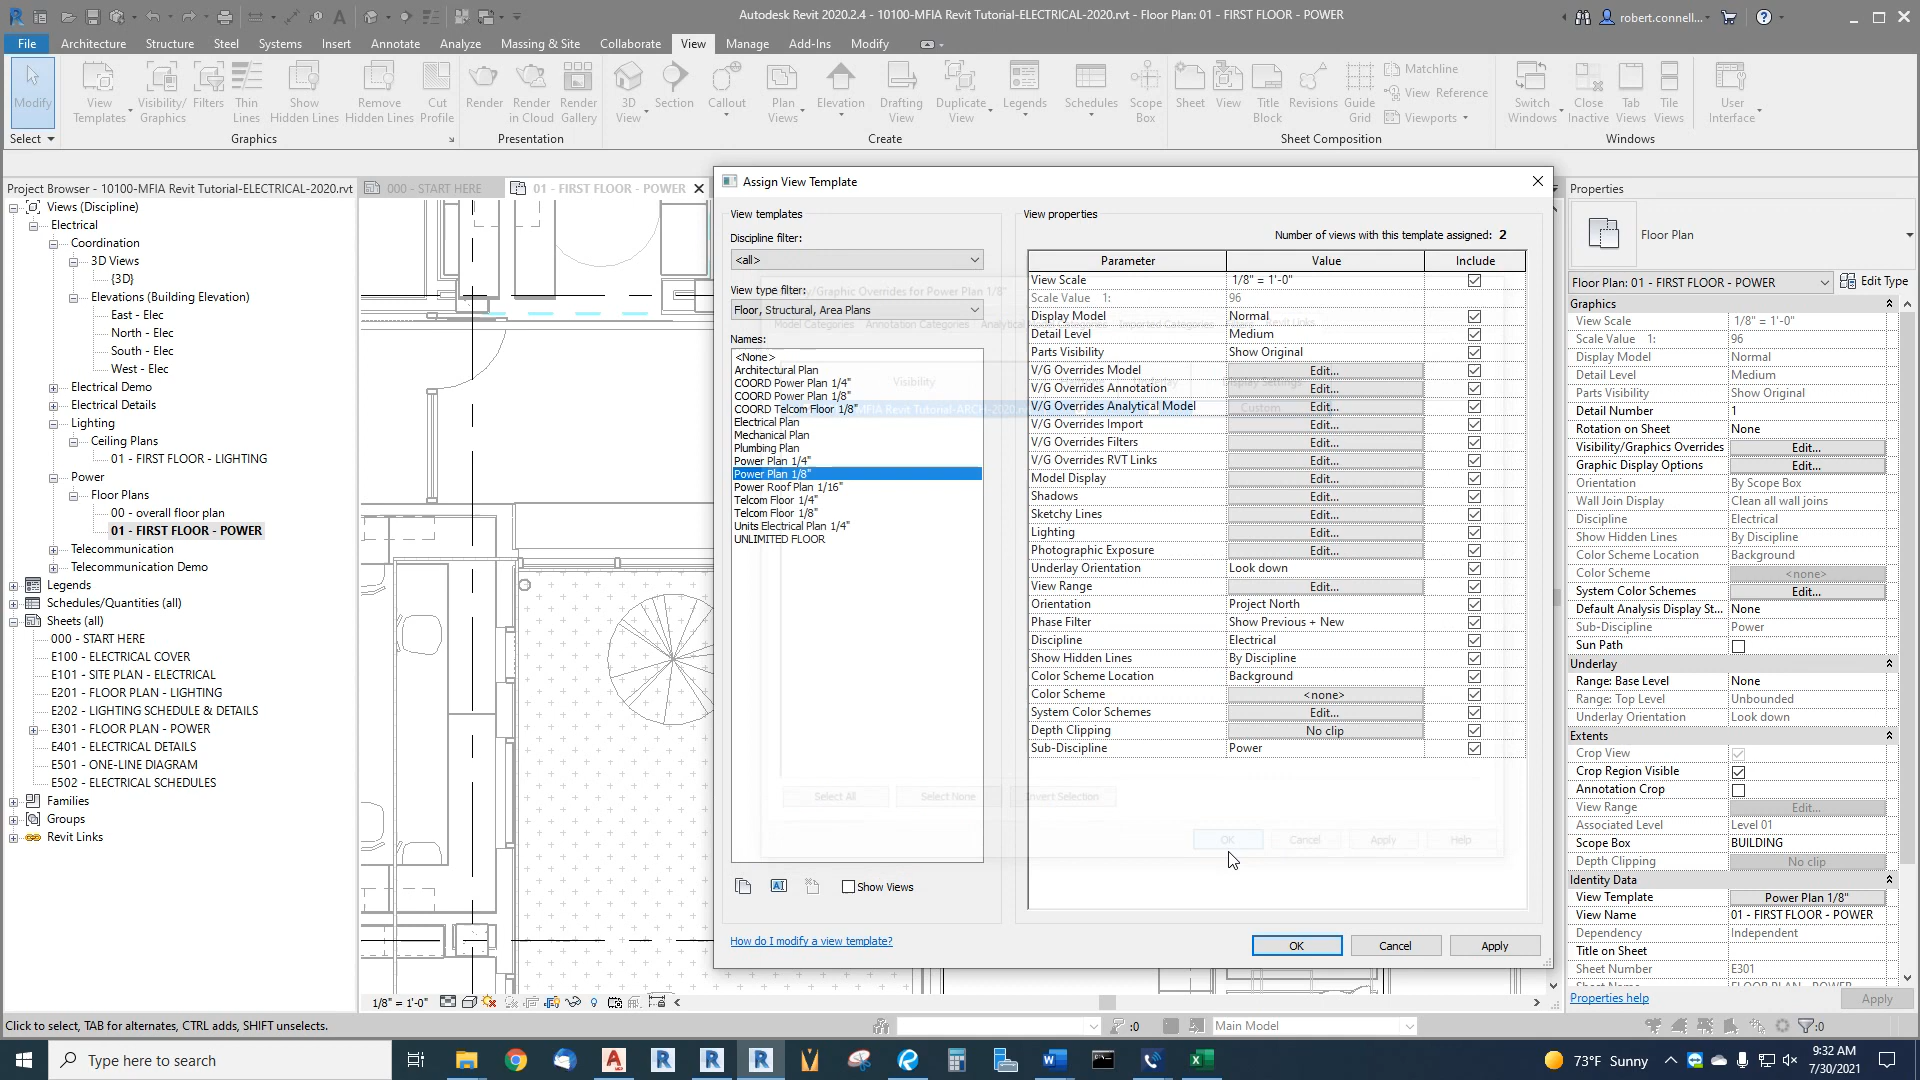 Autodesk Revit 2020.2.4 - 10100-MFIA Revit Tutorial-ELECTRICAL-2020.rvt - Floor Plan: 01 - FIRST FLOOR - POWER
robert.connell...
File Architecture Structure Steel Systems Insert Annotate Analyze Massing & Site Collaborate View Manage Add-Ins Modify
Modify
View Templates
Visibility/ Graphics
Filters
Thin Lines
Show Hidden Lines
Remove Hidden Lines
Cut Profile
Render
Render in Cloud
Render Gallery
3D View
Section
Callout
Plan Views
Elevation
Drafting View
Duplicate View
Legends
Schedules
Scope Box
Sheet
View
Title Block
Revisions
Guide Grid
Matchline
View Reference
Viewports
Switch Windows
Close Inactive
Tab Views
Tile Views
User Interface
Select Graphics Presentation Create Sheet Composition Windows
Project Browser - 10100-MFIA Revit Tutorial-ELECTRICAL-2020.rvt
000 - START HERE
01 - FIRST FLOOR - POWER
Views (Discipline)
Electrical
Coordination
3D Views
{3D}
Elevations (Building Elevation)
East - Elec
North - Elec
South - Elec
West - Elec
Electrical Demo
Electrical Details
Lighting
Ceiling Plans
01 - FIRST FLOOR - LIGHTING
Power
Floor Plans
00 - overall floor plan
01 - FIRST FLOOR - POWER
Telecommunication
Telecommunication Demo
Legends
Schedules/Quantities (all)
Sheets (all)
000 - START HERE
E100 - ELECTRICAL COVER
E101 - SITE PLAN - ELECTRICAL
E201 - FLOOR PLAN - LIGHTING
E202 - LIGHTING SCHEDULE & DETAILS
E301 - FLOOR PLAN - POWER
E401 - ELECTRICAL DETAILS
E501 - ONE-LINE DIAGRAM
E502 - ELECTRICAL SCHEDULES
Families
Groups
Revit Links
Assign View Template
View templates
Discipline filter:
<all>
View type filter:
Floor, Structural, Area Plans
Names:
<None>
Architectural Plan
COORD Power Plan 1/4"
COORD Power Plan 1/8"
COORD Telcom Floor 1/8"
Electrical Plan
Mechanical Plan
Plumbing Plan
Power Plan 1/4"
Power Plan 1/8"
Power Roof Plan 1/16"
Telcom Floor 1/4"
Telcom Floor 1/8"
Units Electrical Plan 1/4"
UNLIMITED FLOOR
Show Views
How do I modify a view template?
/Graphic Overrides for Power Plan 1/8"
Model Categories Annotation Categories
Visibility
Custom
Select All Select None Invert Selection
OK Cancel Apply Help
View properties
Number of views with this template assigned: 2
Parameter Value Include
View Scale 1/8" = 1'-0"
Scale Value 1: 96
Display Model Normal
Detail Level Medium
Parts Visibility Show Original
V/G Overrides Model Edit...
V/G Overrides Annotation Edit...
V/G Overrides Analytical Model Edit...
V/G Overrides Import Edit...
V/G Overrides Filters Edit...
V/G Overrides RVT Links Edit...
Model Display Edit...
Shadows Edit...
Sketchy Lines Edit...
Lighting Edit...
Photographic Exposure Edit...
Underlay Orientation Look down
View Range Edit...
Orientation Project North
Phase Filter Show Previous + New
Discipline Electrical
Show Hidden Lines By Discipline
Color Scheme Location Background
Color Scheme <none>
System Color Schemes Edit...
Depth Clipping No clip
Sub-Discipline Power
OK Cancel Apply
Properties
Floor Plan
Floor Plan: 01 - FIRST FLOOR - POWER Edit Type
Graphics
View Scale 1/8" = 1'-0"
Scale Value 1: 96
Display Model Normal
Detail Level Medium
Parts Visibility Show Original
Detail Number 1
Rotation on Sheet None
Visibility/Graphics Overrides Edit...
Graphic Display Options Edit...
Orientation By Scope Box
Wall Join Display Clean all wall joins
Discipline Electrical
Show Hidden Lines By Discipline
Color Scheme Location Background
Color Scheme <none>
System Color Schemes Edit...
Default Analysis Display St... None
Sub-Discipline Power
Sun Path
Underlay
Range: Base Level None
Range: Top Level Unbounded
Underlay Orientation Look down
Extents
Crop View
Crop Region Visible
Annotation Crop
View Range Edit...
Associated Level Level 01
Scope Box BUILDING
Depth Clipping No clip
Identity Data
View Template Power Plan 1/8"
View Name 01 - FIRST FLOOR - POWER
Dependency Independent
Title on Sheet
Sheet Number E301
Properties help Apply
1/8" = 1'-0"
Click to select, TAB for alternates, CTRL adds, SHIFT unselects.
:0 Main Model :0
Type here to search
73°F Sunny
9:32 AM
7/30/2021